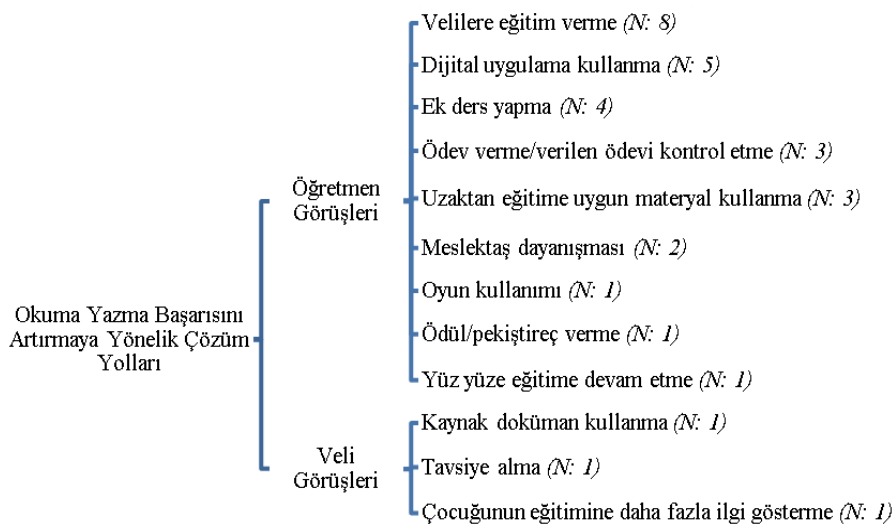 Okuma Yazma Başarısını
Artırmaya Yönelik Çözüm
Yolları
Öğretmen
Görüşleri
Velilere eğitim verme (N: 8)
Dijital uygulama kullanma (N: 5)
Ek ders yapma (N: 4)
Ödev verme/verilen ödevi kontrol etme (N: 3)
Uzaktan eğitime uygun materyal kullanma (N: 3)
Meslektaş dayanışması (N: 2)
Oyun kullanımı (N: 1)
Ödül/pekiştireç verme (N: 1)
Yüz yüze eğitime devam etme (N: 1)
Veli
Görüşleri
Kaynak doküman kullanma (N: 1)
Tavsiye alma (N: 1)
Çocuğunun eğitimine daha fazla ilgi gösterme (N: 1)